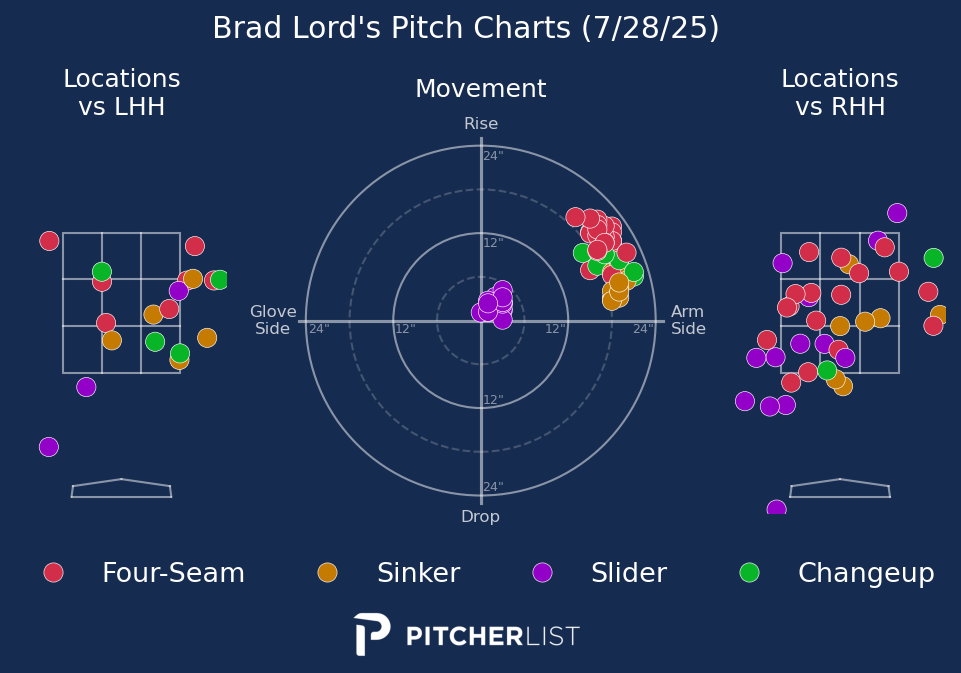 Brad Lord's Pitch Charts (7/28/25)
Locations
vs LHH
Movement
Locations
vs RHH
Rise
24"
12"
Glove
Side
24"
12"
12"
24"
Arm
Side
12"
24"
Drop
Four-Seam
Sinker
Slider
Changeup
PITCHERLIST